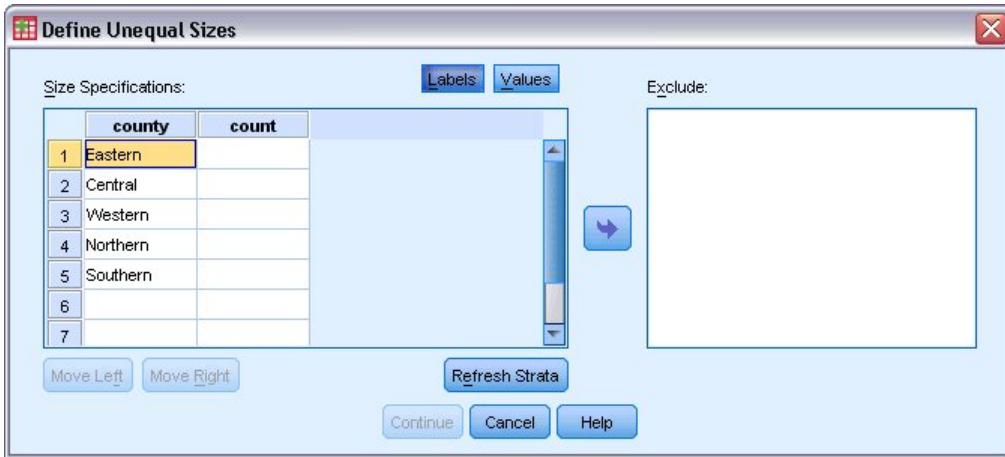 Define Unequal Sizes
Size Specifications:
Labels
Values
Exclude:
county count
1 Eastern
2 Central
3 Western
4 Northern
5 Southern
6
7
Move Left
Move Right
Refresh Strata
Continue
Cancel
Help